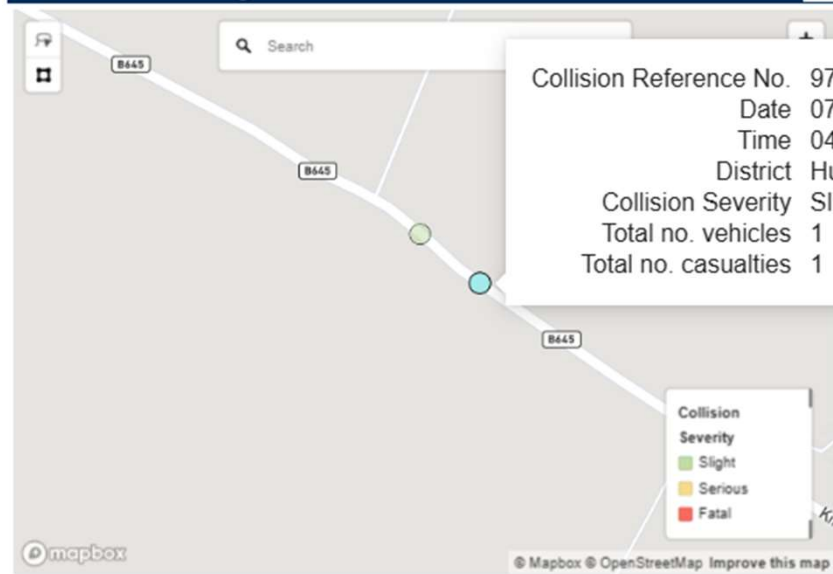 B645
Search
Collision Reference No. 97
Date 07
Time 04
District Hu
Collision Severity Sl
Total no. vehicles 1
Total no. casualties 1
B645
B645
Collision
Severity
Slight
Serious
Fatal
mapbox
© Mapbox © OpenStreetMap Improve this map